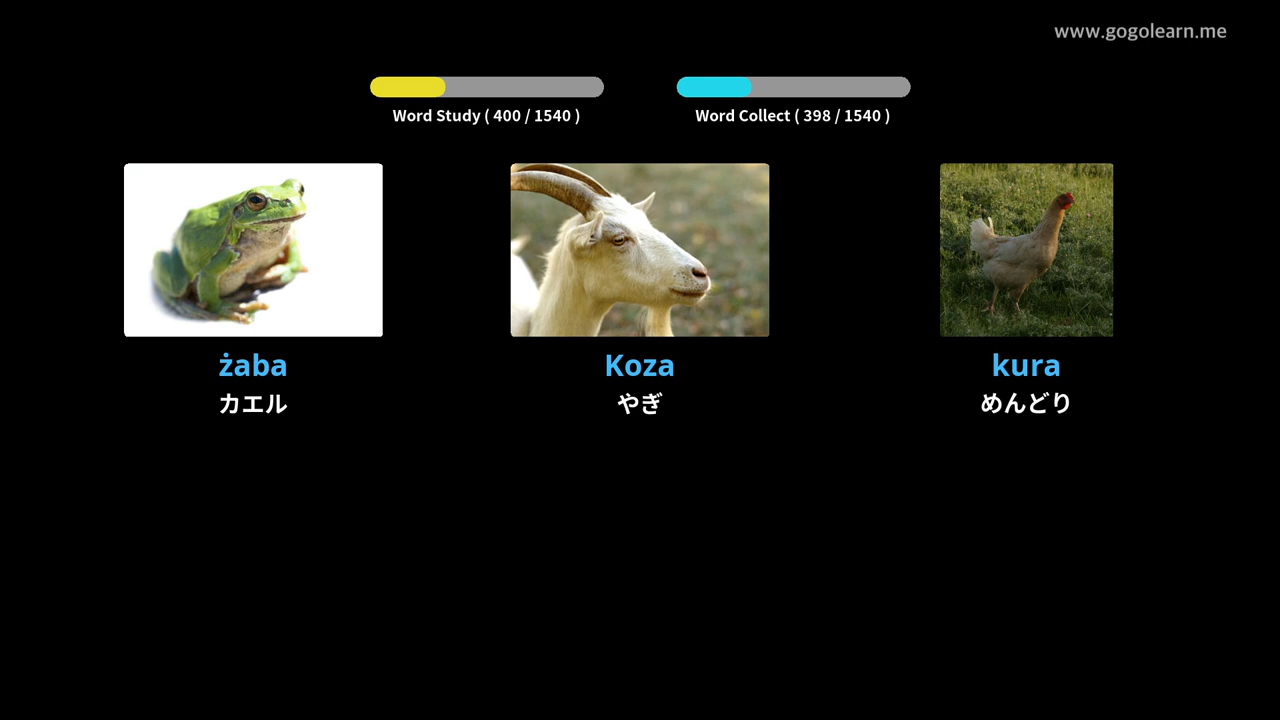 www.gogolearn.me
Word Study ( 400 / 1540 )
Word Collect ( 398 / 1540 )
żaba
カエル
Koza
やぎ
kura
めんどり